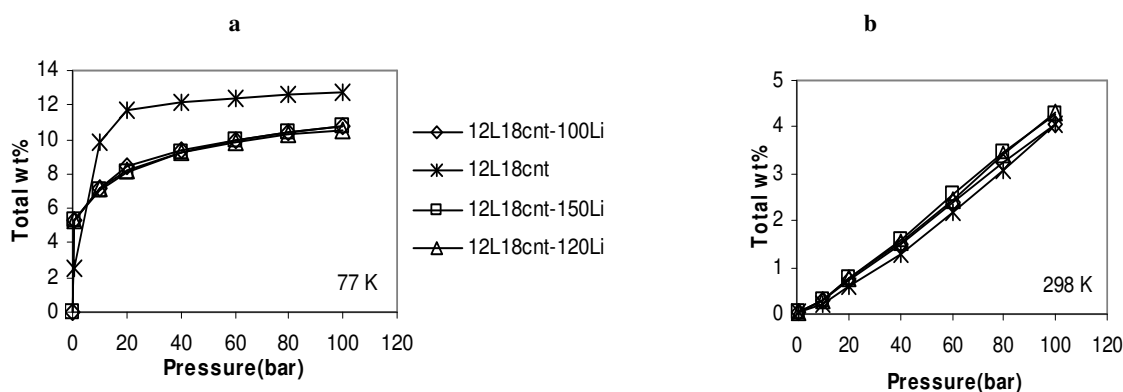 a
14
12
10
8
6
4
2
0
Total wt%
0 20 40 60 80 100 120
Pressure(bar)
77 K
12L18cnt-100Li
12L18cnt
12L18cnt-150Li
12L18cnt-120Li
b
5
4
3
2
1
0
Total wt%
0 20 40 60 80 100 120
Pressure(bar)
298 K